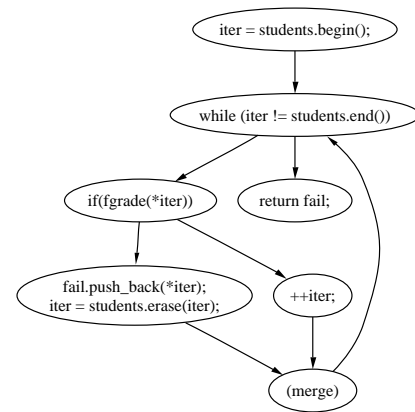 iter = students.begin();
while (iter != students.end())
if(fgrade(*iter))
return fail;
fail.push_back(*iter);
iter = students.erase(iter);
++iter;
(merge)